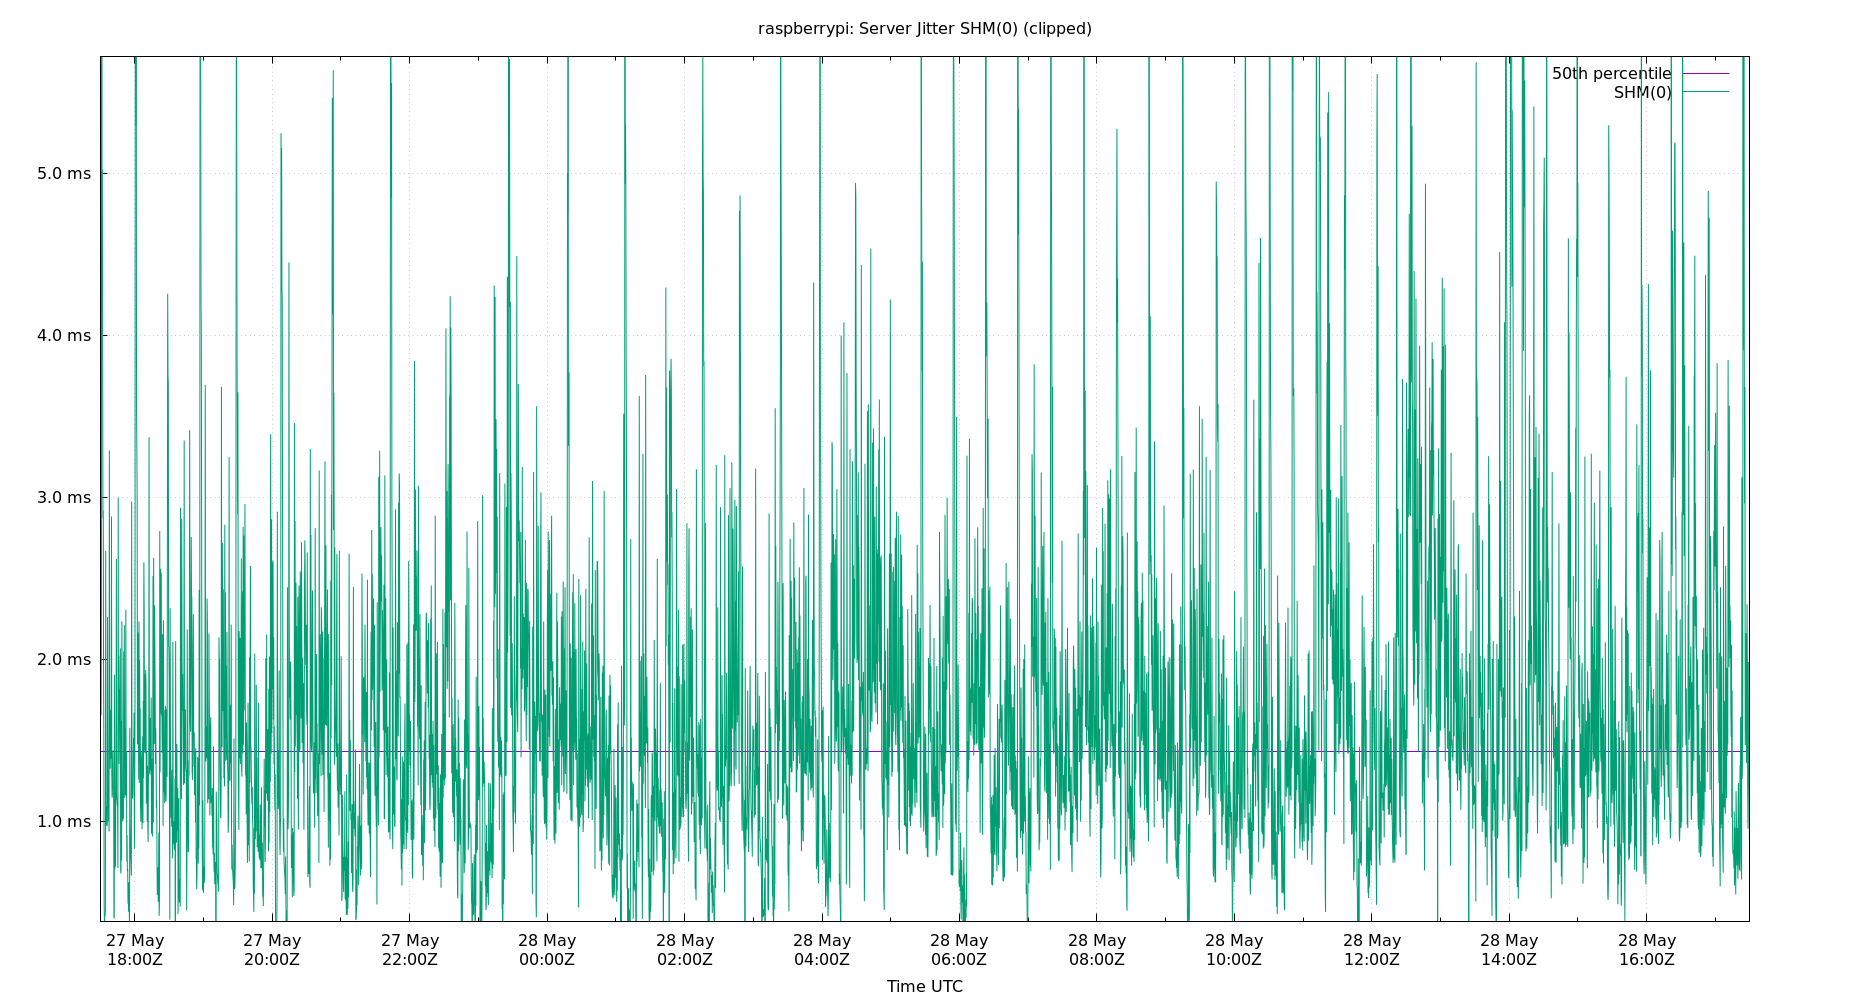 raspberrypi: Server Jitter SHM(0) (clipped)
50th percentile
SHM(0)
5.0 ms
4.0 ms
3.0 ms
2.0 ms
1.0 ms
27 May 27 May 27 May 28 May 28 May 28 May 28 May 28 May 28 May 28 May 28 May 28 May
18:00Z 20:00Z 22:00Z 00:00Z 02:00Z 04:00Z 06:00Z 08:00Z 10:00Z 12:00Z 14:00Z 16:00Z
Time UTC